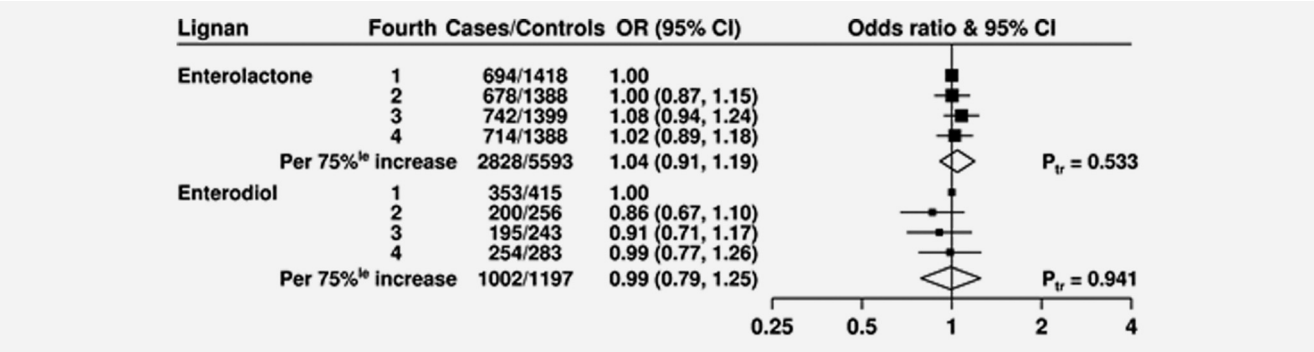 Lignan Fourth Cases/Controls OR (95% CI) Odds ratio & 95% CI
Enterolactone 1 694/1418 1.00
2 678/1388 1.00 (0.87, 1.15)
3 742/1399 1.08 (0.94, 1.24)
4 714/1388 1.02 (0.89, 1.18)
Per 75%le increase 2828/5593 1.04 (0.91, 1.19) Ptr = 0.533
Enterodiol 1 353/415 1.00
2 200/256 0.86 (0.67, 1.10)
3 195/243 0.91 (0.71, 1.17)
4 254/283 0.99 (0.77, 1.26)
Per 75%le increase 1002/1197 0.99 (0.79, 1.25) Ptr = 0.941
0.25 0.5 1 2 4